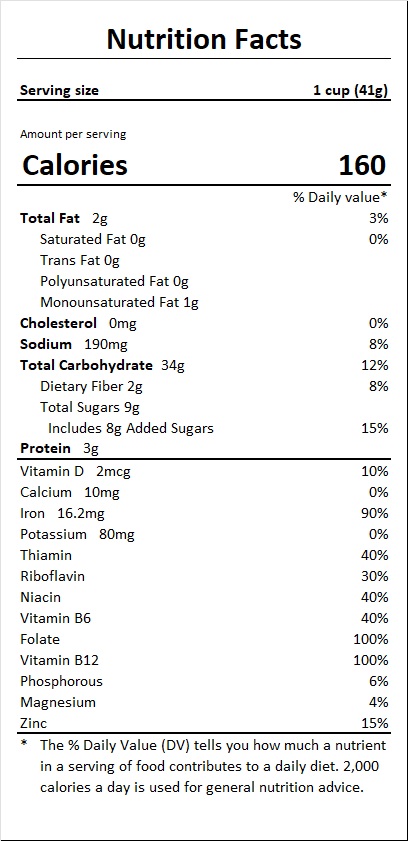 Nutrition Facts
Serving size 1 cup (41g)
Amount per serving
Calories 160
% Daily value*
Total Fat 2g 3%
Saturated Fat 0g 0%
Trans Fat 0g
Polyunsaturated Fat 0g
Monounsaturated Fat 1g
Cholesterol 0mg 0%
Sodium 190mg 8%
Total Carbohydrate 34g 12%
Dietary Fiber 2g 8%
Total Sugars 9g
Includes 8g Added Sugars 15%
Protein 3g
Vitamin D 2mcg 10%
Calcium 10mg 0%
Iron 16.2mg 90%
Potassium 80mg 0%
Thiamin 40%
Riboflavin 30%
Niacin 40%
Vitamin B6 40%
Folate 100%
Vitamin B12 100%
Phosphorous 6%
Magnesium 4%
Zinc 15%
* The % Daily Value (DV) tells you how much a nutrient
in a serving of food contributes to a daily diet. 2,000
calories a day is used for general nutrition advice.